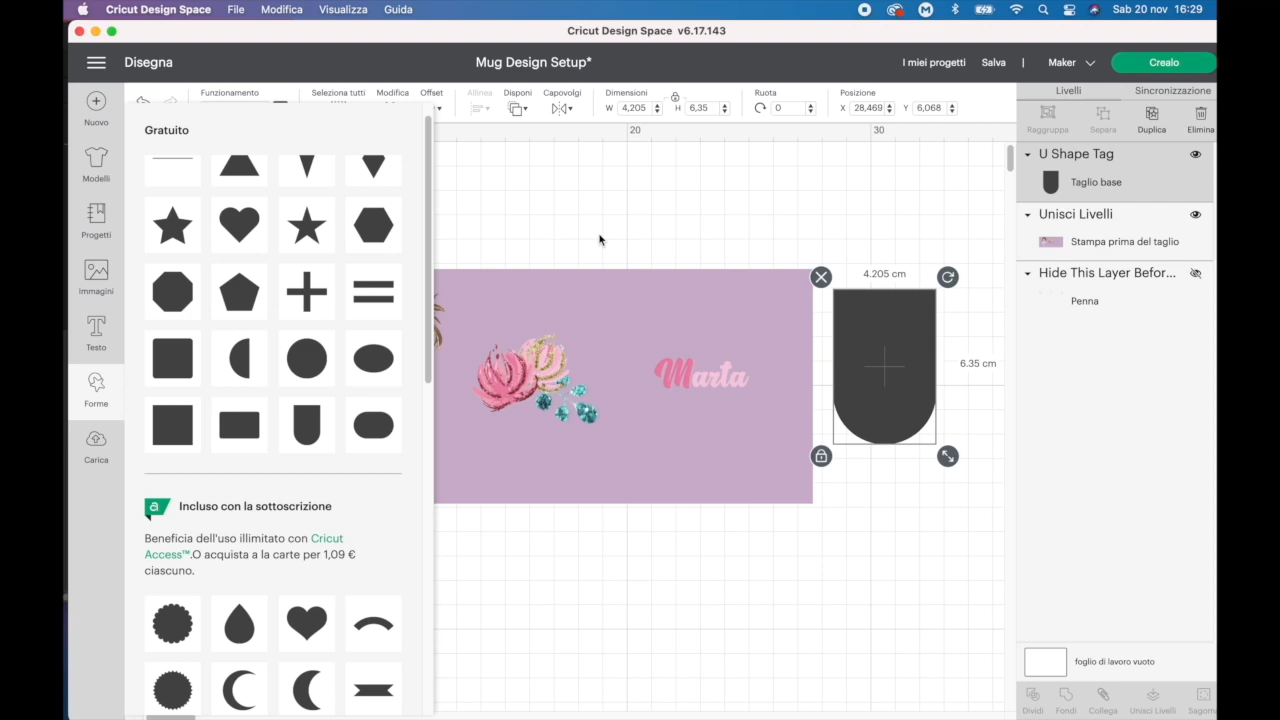 Cricut Design Space File Modifica Visualizza Guida Sab 20 nov 16:29
Cricut Design Space v6.17.143
Disegna Mug Design Setup* I miei progetti Salva | Maker Crealo
Funzionamento Seleziona tutti Modifica Offset Allinea Disponi Capovolgi Dimensioni Ruota Posizione
W 4,205 H 6,35 0 X 28,469 Y 6,068
Livelli Sincronizzazione
Raggruppa Separa Duplica Elimina
Nuovo
Modelli
Progetti
Immagini
Testo
Forme
Carica
Gratuito
Incluso con la sottoscrizione
a
Beneficia dell'uso illimitato con Cricut
Access™.O acquista a la carte per 1,09 €
ciascuno.
20 30
Marta
4.205 cm
6.35 cm
U Shape Tag
Taglio base
Unisci Livelli
Stampa prima del taglio
Hide This Layer Befor...
Penna
foglio di lavoro vuoto
Dividi Fondi Collega Unisci Livelli Sagom